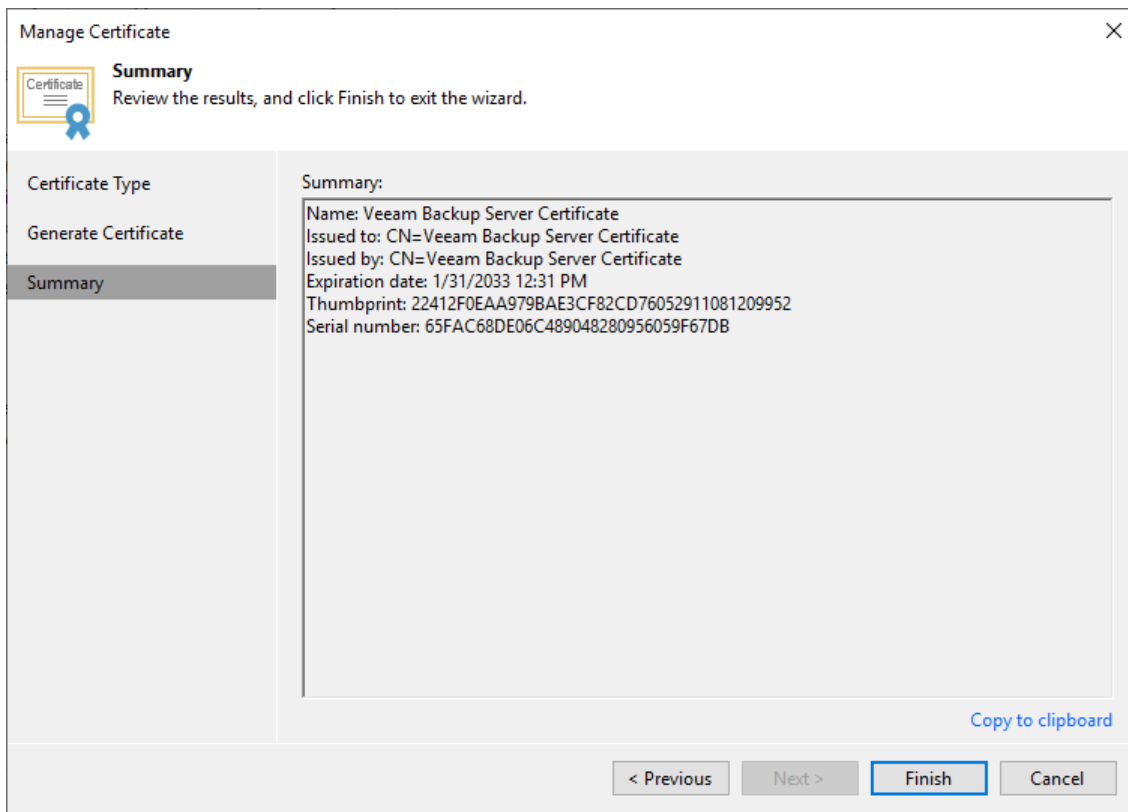 Manage Certificate
Certificate
Summary
Review the results, and click Finish to exit the wizard.
Certificate Type
Generate Certificate
Summary
Summary:
Name: Veeam Backup Server Certificate
Issued to: CN=Veeam Backup Server Certificate
Issued by: CN=Veeam Backup Server Certificate
Expiration date: 1/31/2033 12:31 PM
Thumbprint: 22412F0EAA979BAE3CF82CD76052911081209952
Serial number: 65FAC68DE06C489048280956059F67DB
Copy to clipboard
< Previous
Next >
Finish
Cancel